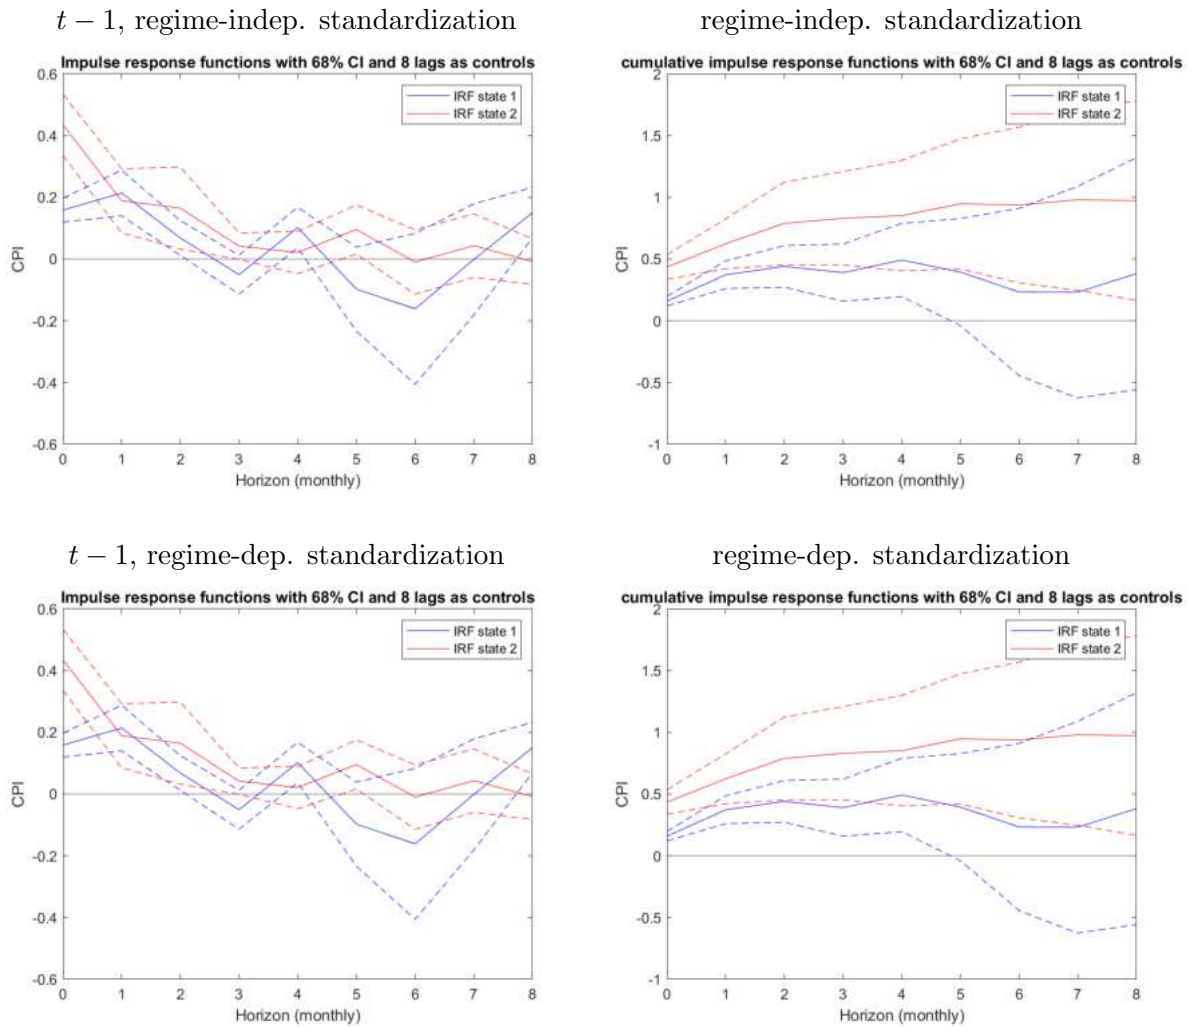 t − 1, regime-indep. standardization
regime-indep. standardization
Impulse response functions with 68% CI and 8 lags as controls
IRF state 1
IRF state 2
0.6
0.4
0.2
0
-0.2
-0.4
-0.6
CPI
0 1 2 3 4 5 6 7 8
Horizon (monthly)
cumulative impulse response functions with 68% CI and 8 lags as controls
IRF state 1
IRF state 2
2
1.5
1
0.5
0
-0.5
-1
CPI
0 1 2 3 4 5 6 7 8
Horizon (monthly)
t − 1, regime-dep. standardization
regime-dep. standardization
Impulse response functions with 68% CI and 8 lags as controls
IRF state 1
IRF state 2
0.6
0.4
0.2
0
-0.2
-0.4
-0.6
CPI
0 1 2 3 4 5 6 7 8
Horizon (monthly)
cumulative impulse response functions with 68% CI and 8 lags as controls
IRF state 1
IRF state 2
2
1.5
1
0.5
0
-0.5
-1
CPI
0 1 2 3 4 5 6 7 8
Horizon (monthly)